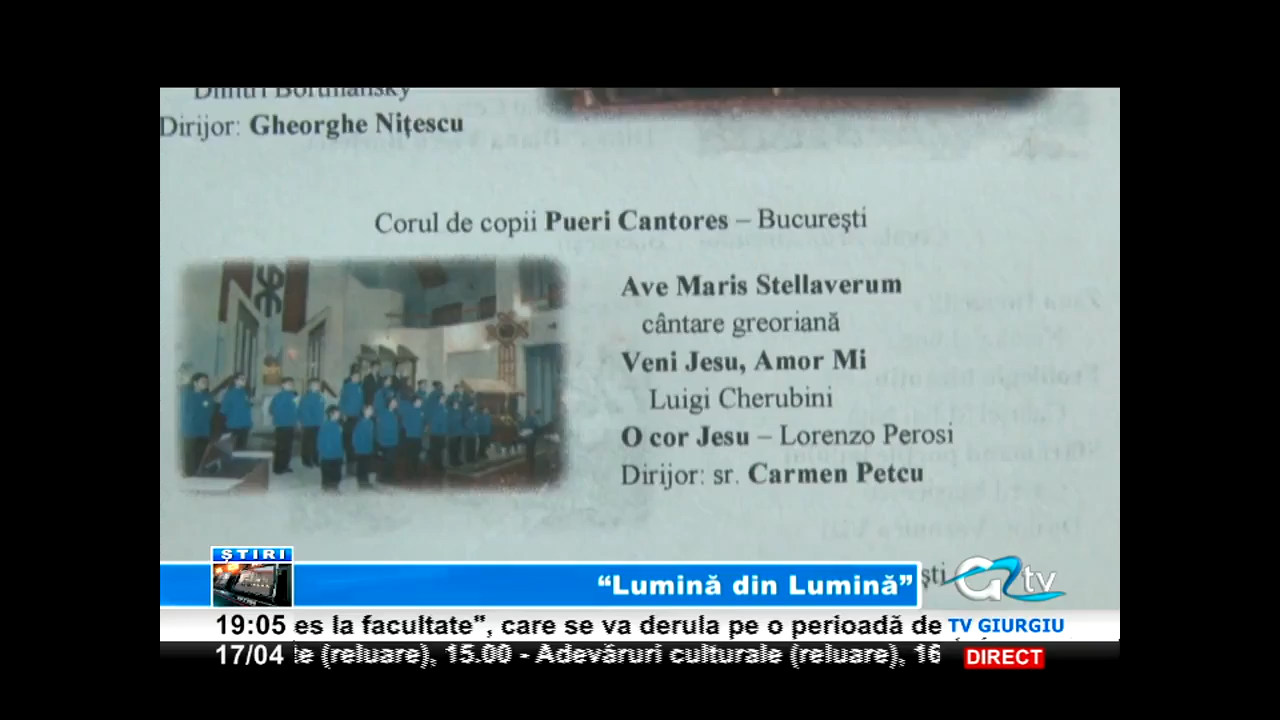 Dimitri Bortniansky
Dirijor: Gheorghe Nițescu
Corul de copii Pueri Cantores – București
Ave Maris Stellaverum
cântare greoriană
Veni Jesu, Amor Mi
Luigi Cherubini
O cor Jesu – Lorenzo Perosi
Dirijor: sr. Carmen Petcu
ȘTIRI
“Lumină din Lumină”
ști
G tv
19:05 es la facultate”, care se va derula pe o perioadă de
TV GIURGIU
17/04 te (reluare), 15.00 - Adevăruri culturale (reluare), 16
DIRECT